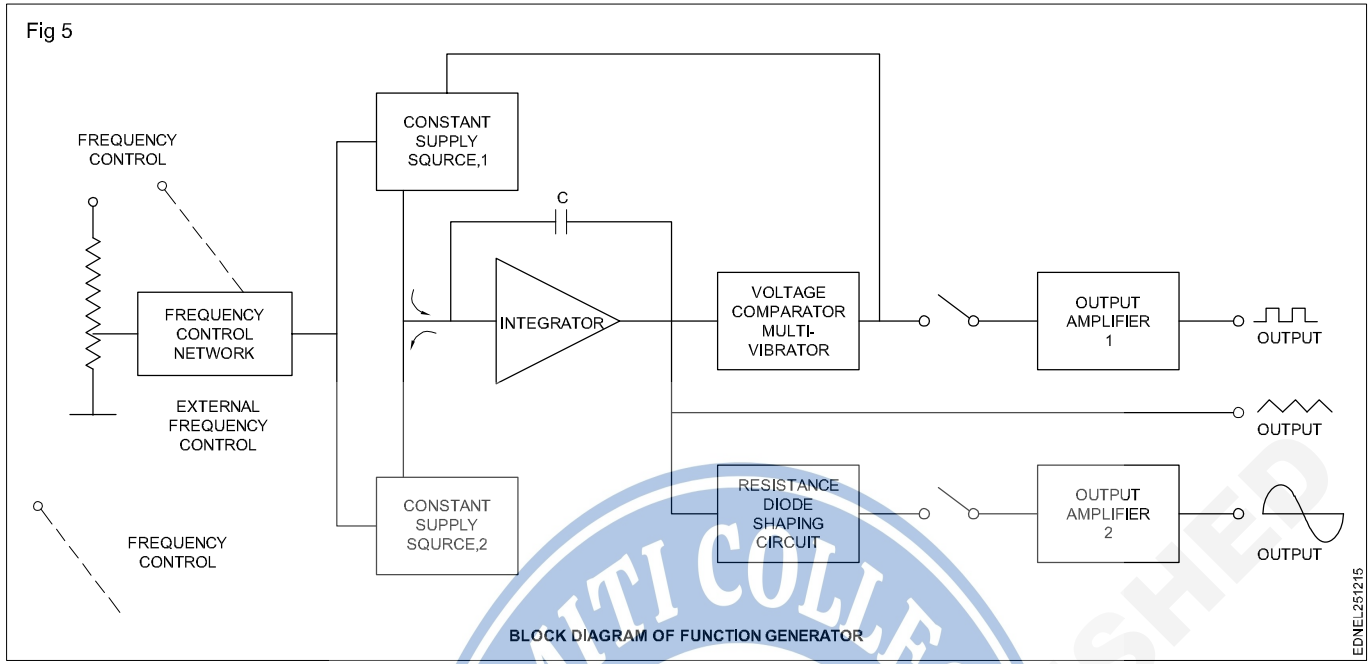 Fig 5
FREQUENCY
CONTROL
FREQUENCY
CONTROL
NETWORK
EXTERNAL
FREQUENCY
CONTROL
FREQUENCY
CONTROL
CONSTANT
SUPPLY
SQURCE,1
CONSTANT
SUPPLY
SQURCE,2
C
INTEGRATOR
VOLTAGE
COMPARATOR
MULTI-
VIBRATOR
RESISTANCE
DIODE
SHAPING
CIRCUIT
OUTPUT
AMPLIFIER
1
OUTPUT
OUTPUT
OUTPUT
AMPLIFIER
2
OUTPUT
BLOCK DIAGRAM OF FUNCTION GENERATOR
EDNELL251215